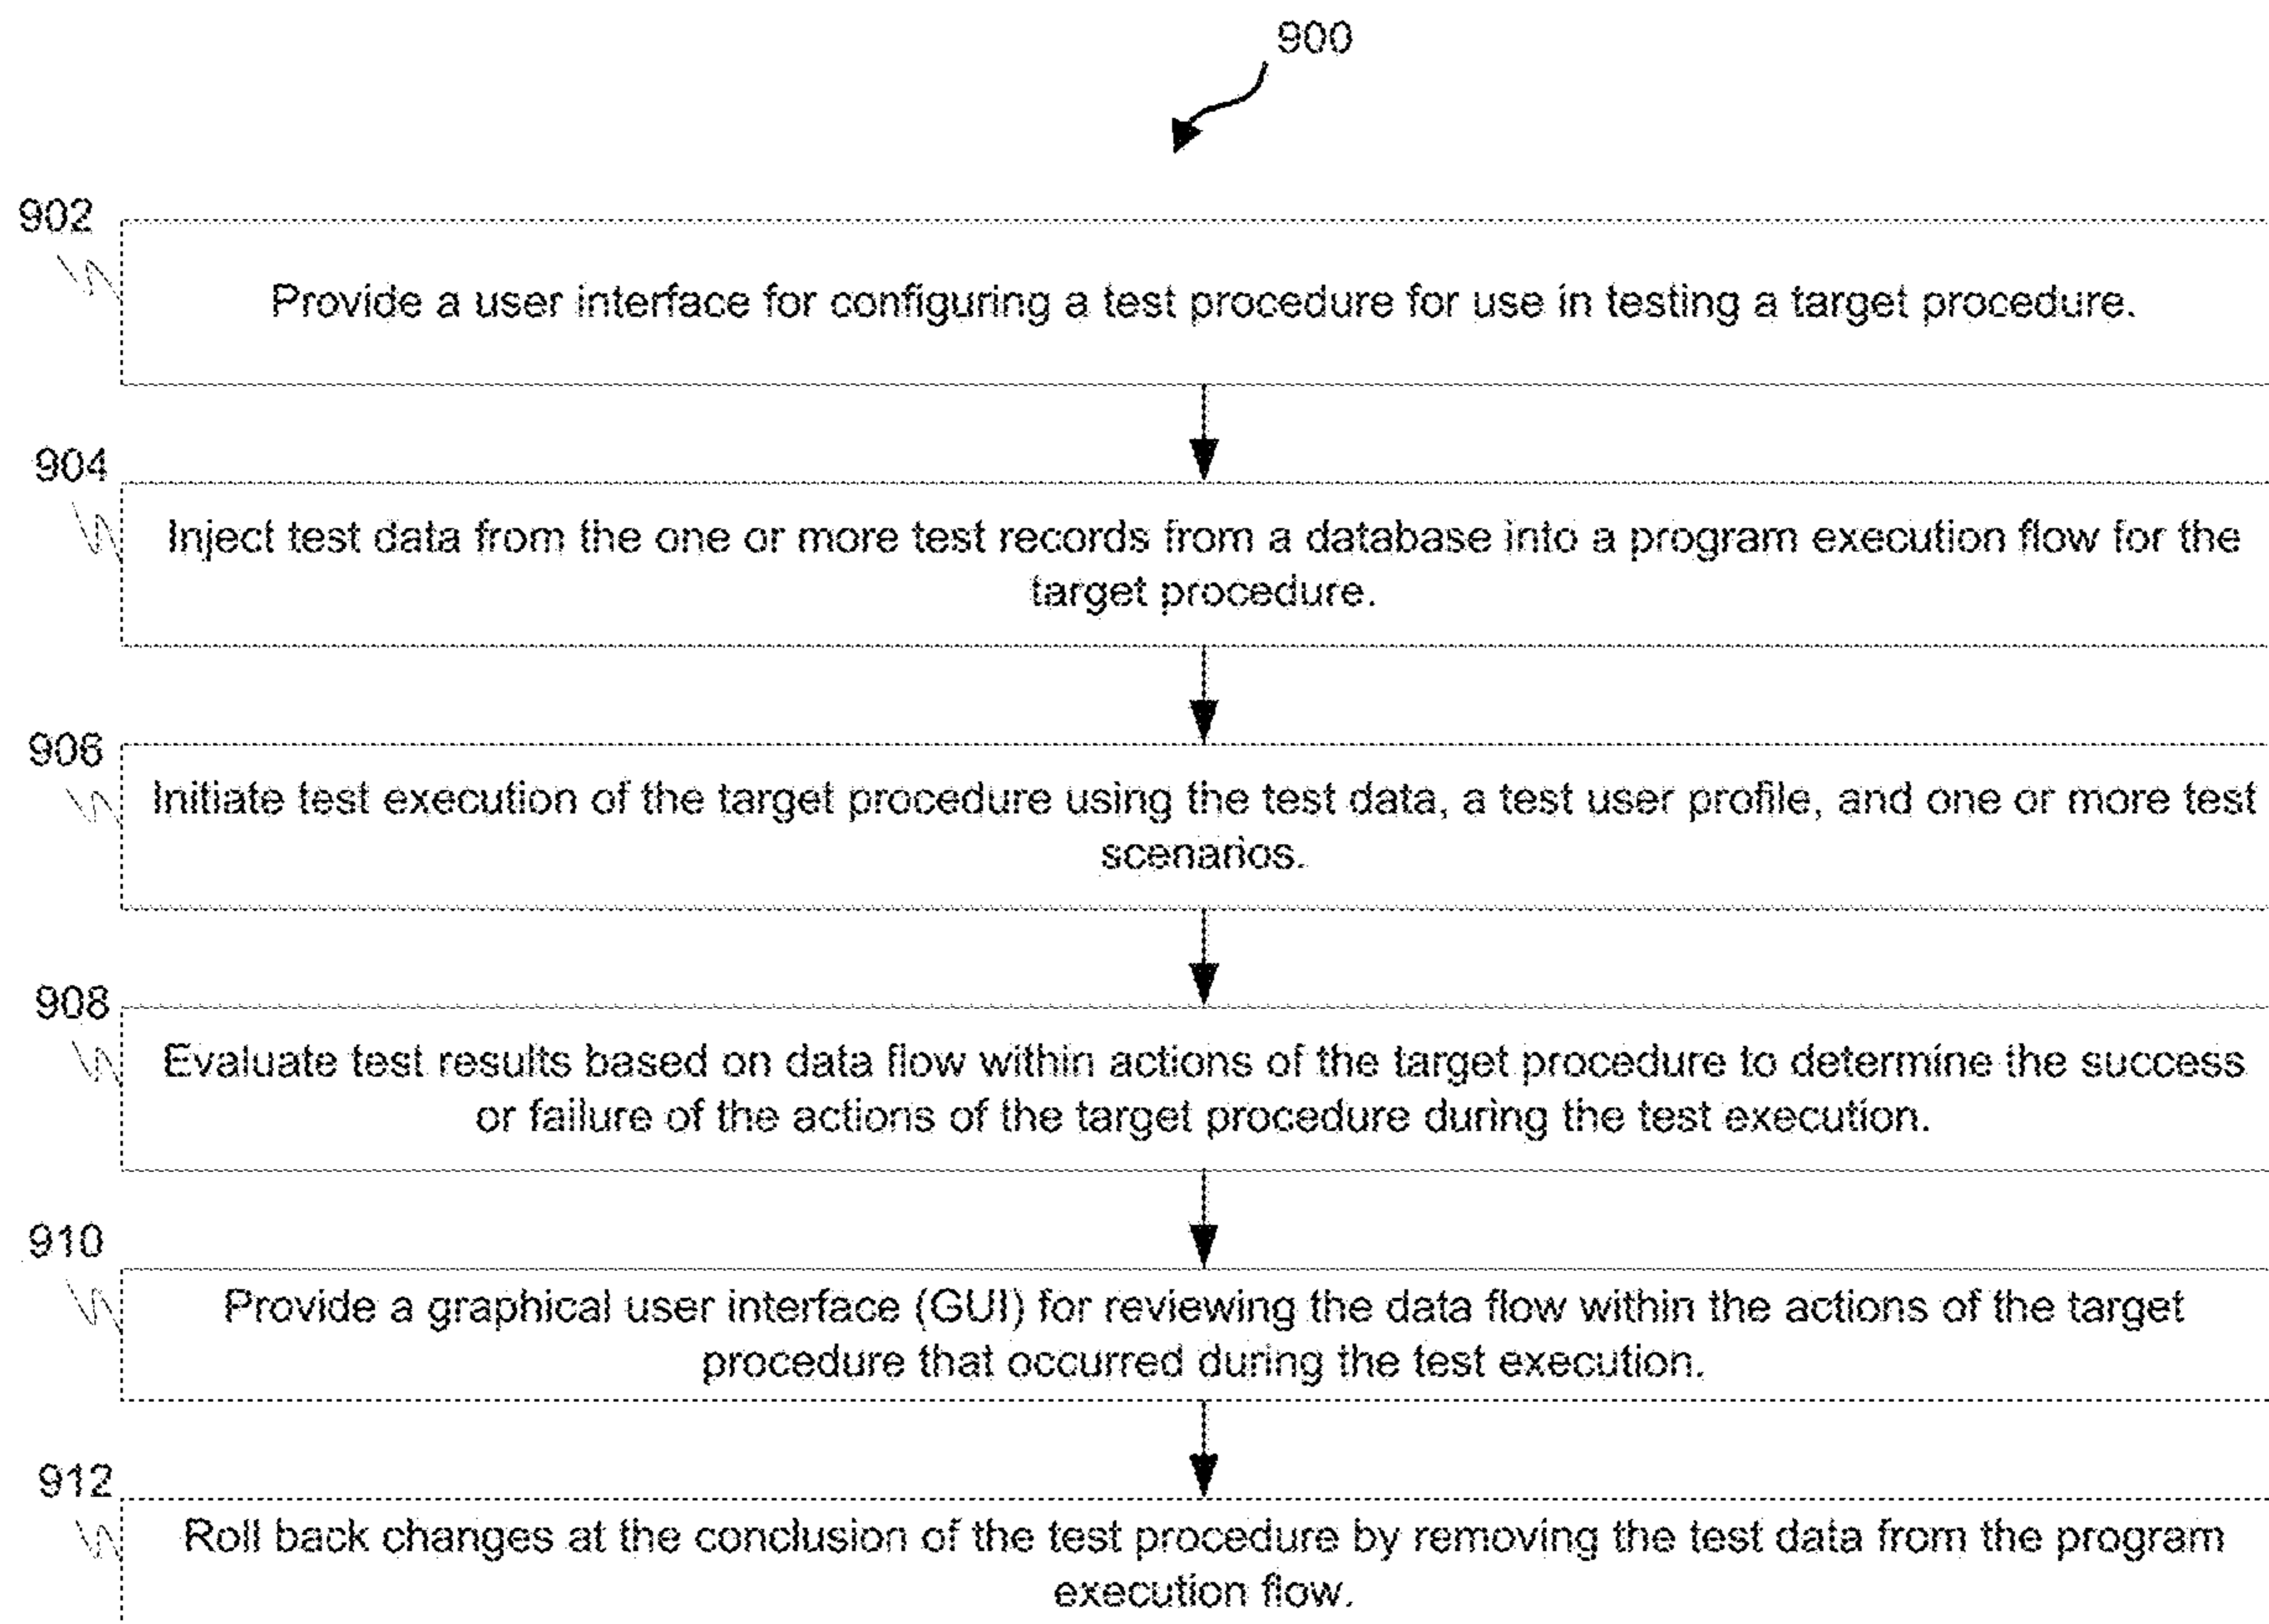 900
902
Provide a user interface for configuring a test procedure for use in testing a target procedure.
904
Inject test data from the one or more test records from a database into a program execution flow for the
target procedure.
906
Initiate test execution of the target procedure using the test data, a test user profile, and one or more test
scenarios.
908
Evaluate test results based on data flow within actions of the target procedure to determine the success
or failure of the actions of the target procedure during the test execution.
910
Provide a graphical user interface (GUI) for reviewing the data flow within the actions of the target
procedure that occurred during the test execution.
912
Roll back changes at the conclusion of the test procedure by removing the test data from the program
execution flow.